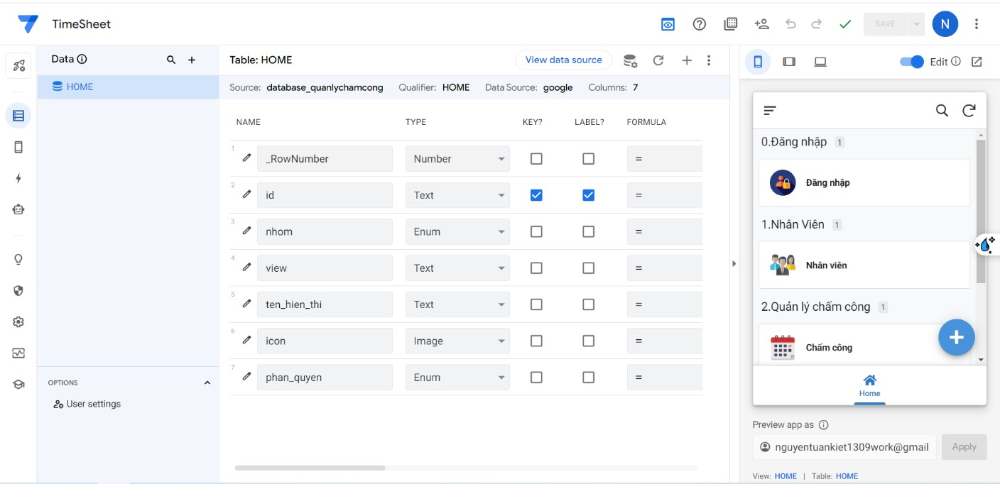 TimeSheet
SAVE
N
Data
HOME
OPTIONS
User settings
Table: HOME
View data source
Source: database_quanlychamcong Qualifier: HOME Data Source: google Columns: 7
NAME TYPE KEY? LABEL? FORMULA
1 _RowNumber Number =
2 id Text =
3 nhom Enum =
4 view Text =
5 ten_hien_thi Text =
6 icon Image =
7 phan_quyen Enum =
Edit
0.Đăng nhập 1
Đăng nhập
1.Nhân Viên 1
Nhân viên
2.Quản lý chấm công 1
Chấm công
Home
Preview app as
nguyentuankiet1309work@gmail
Apply
View: HOME | Table: HOME